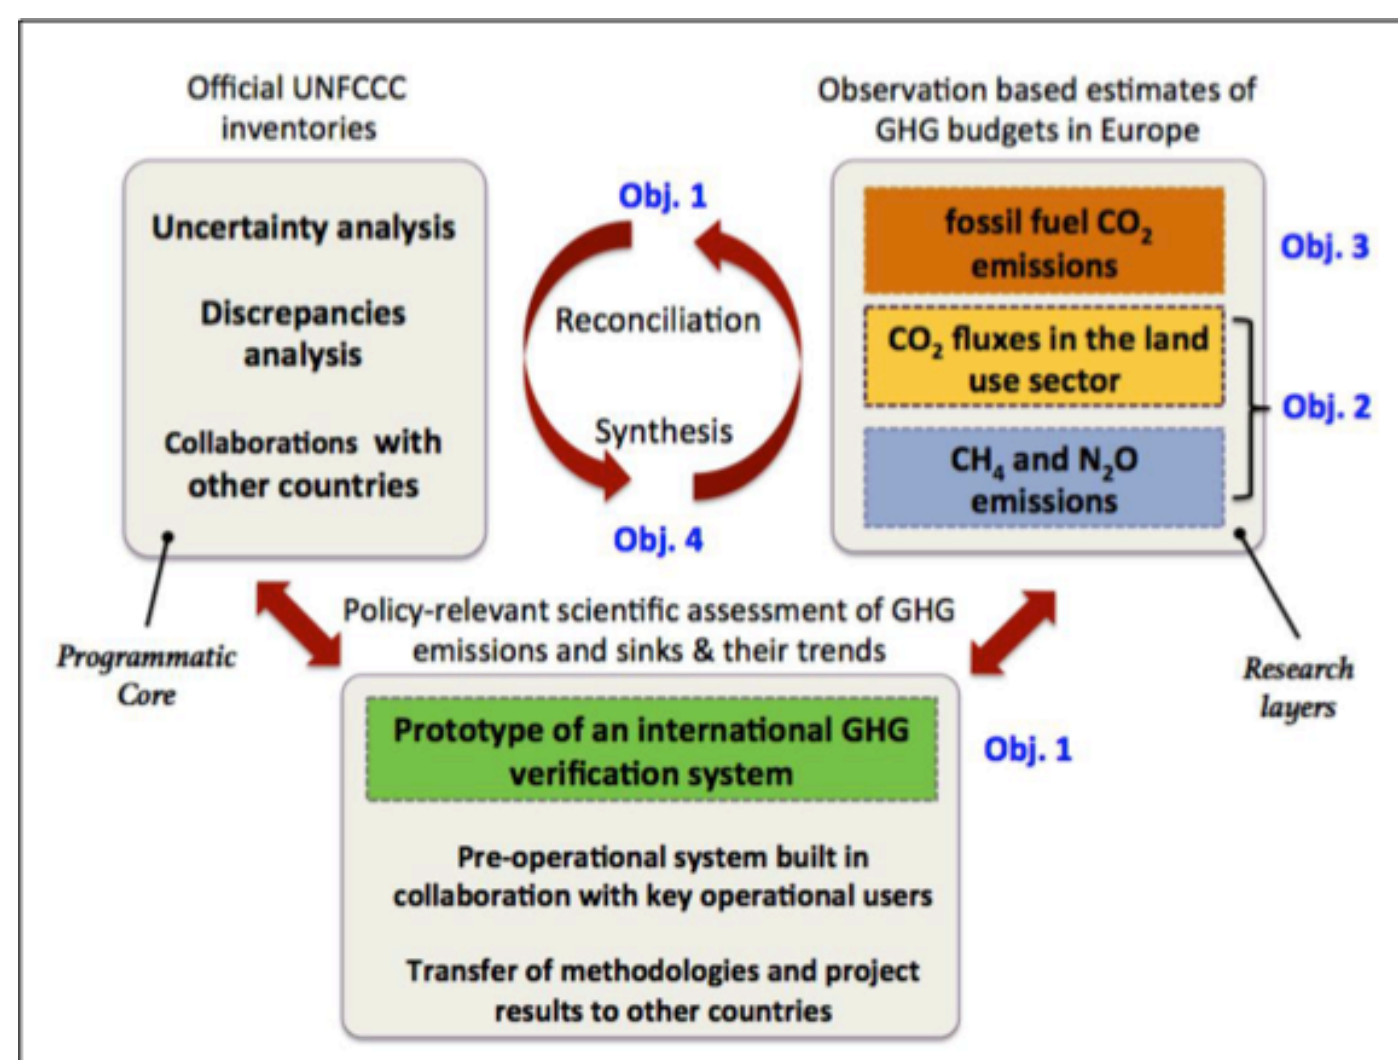 Official UNFCCC
inventories
Uncertainty analysis
Discrepancies
analysis
Collaborations with
other countries
Programmatic
Core
Obj. 1
Reconciliation
Synthesis
Obj. 4
Observation based estimates of
GHG budgets in Europe
fossil fuel CO₂
emissions
Obj. 3
CO₂ fluxes in the land
use sector
Obj. 2
CH₄ and N₂O
emissions
Research
layers
Policy-relevant scientific assessment of GHG
emissions and sinks & their trends
Prototype of an international GHG
verification system
Obj. 1
Pre-operational system built in
collaboration with key operational users
Transfer of methodologies and project
results to other countries